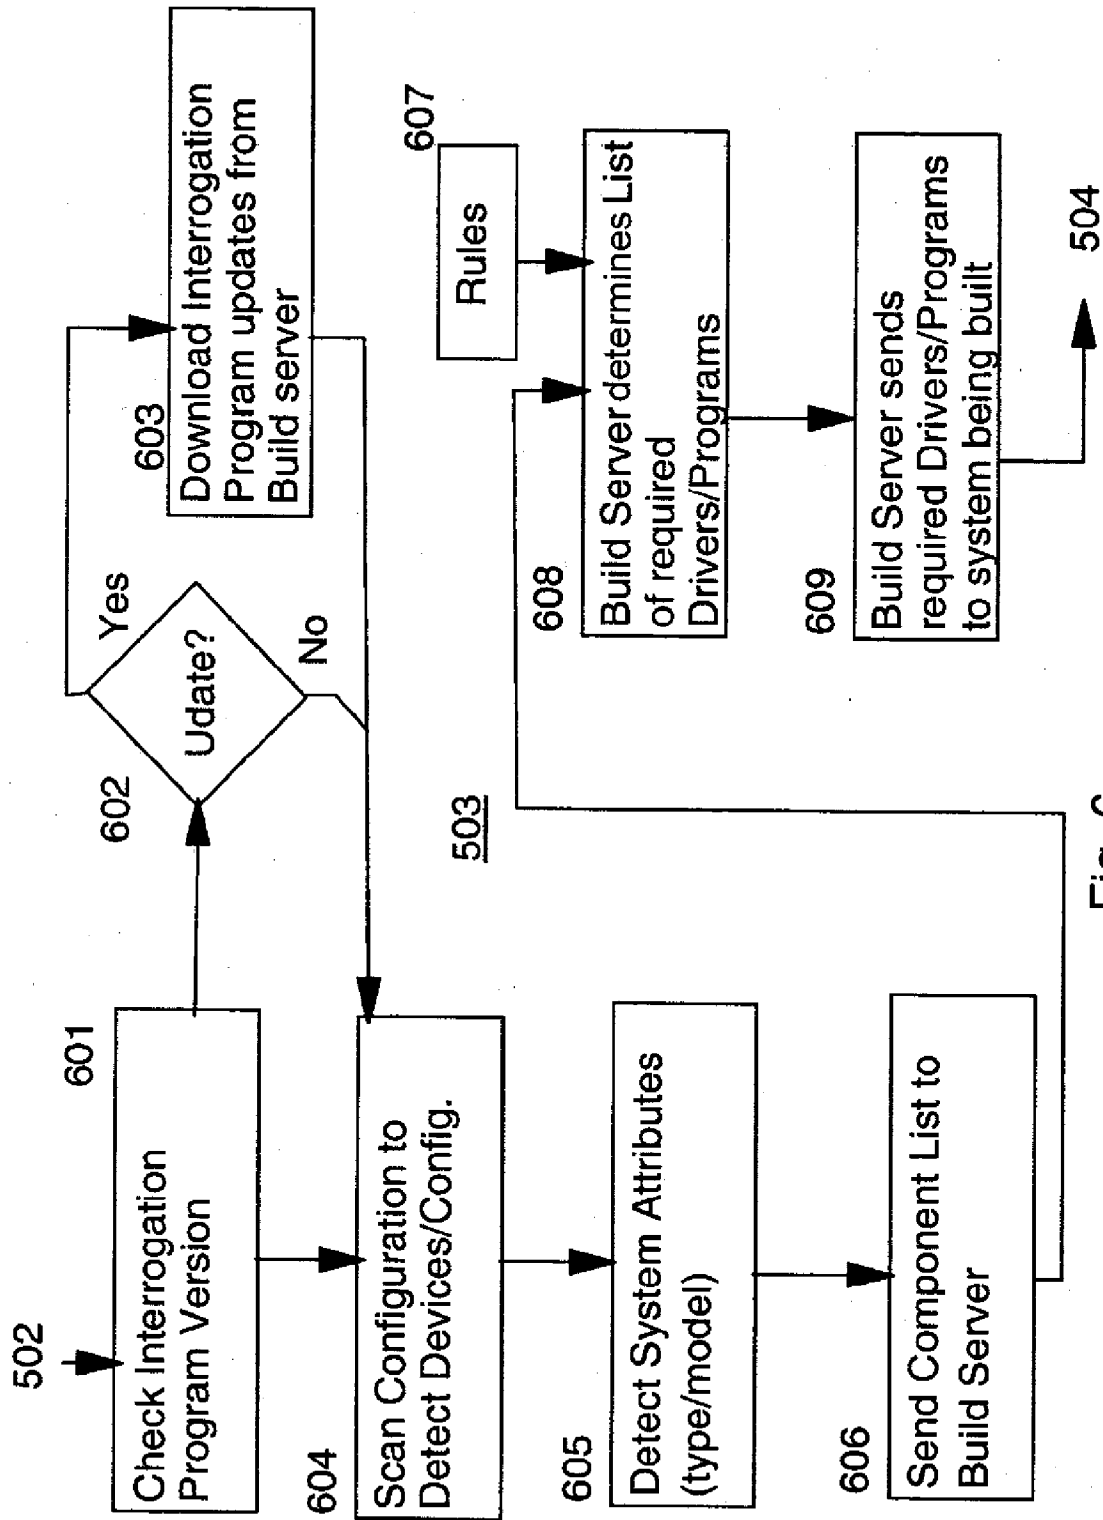 502
601
Check Interrogation
Program Version
602
Udate?
Yes
No
603
Download Interrogation
Program updates from
Build server
604
Scan Configuration to
Detect Devices/Config.
605
Detect System Attributes
(type/model)
606
Send Component List to
Build Server
503
607
Rules
608
Build Server determines List
of required
Drivers/Programs
609
Build Server sends
required Drivers/Programs
to system being built
504
Fig.